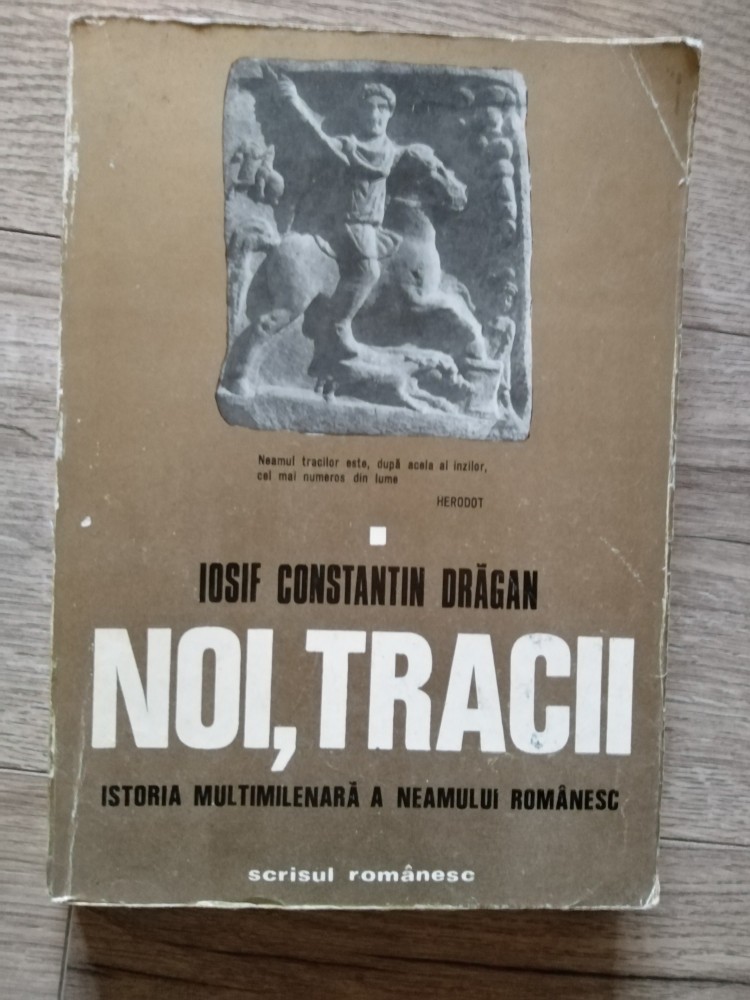 Neamul tracilor este, după acela al inzilor,
cel mai numeros din lume
HERODOT
IOSIF CONSTANTIN DRĂGAN
NOI, TRACII
ISTORIA MULTIMILENARĂ A NEAMULUI ROMÂNESC
scrisul românesc